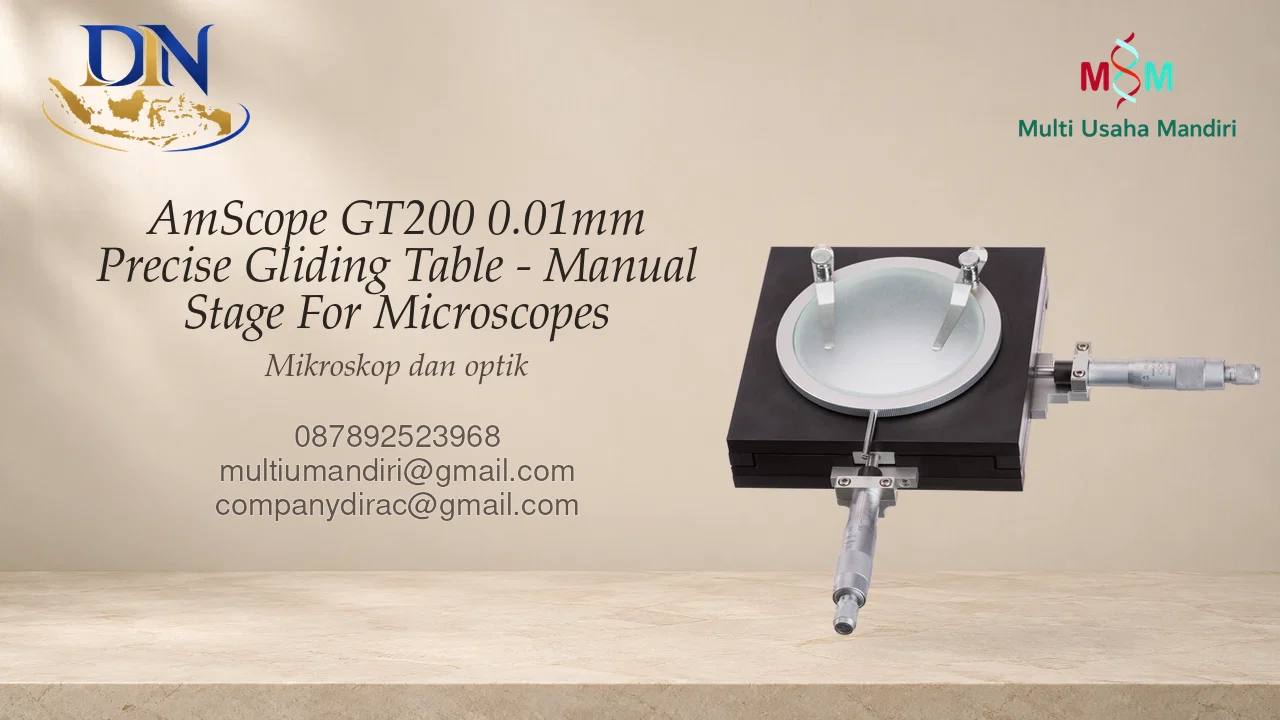 DN
M M
Multi Usaha Mandiri
AmScope GT200 0.01mm
Precise Gliding Table - Manual
Stage For Microscopes
Mikroskop dan optik
087892523968
multiumandiri@gmail.com
companydirac@gmail.com